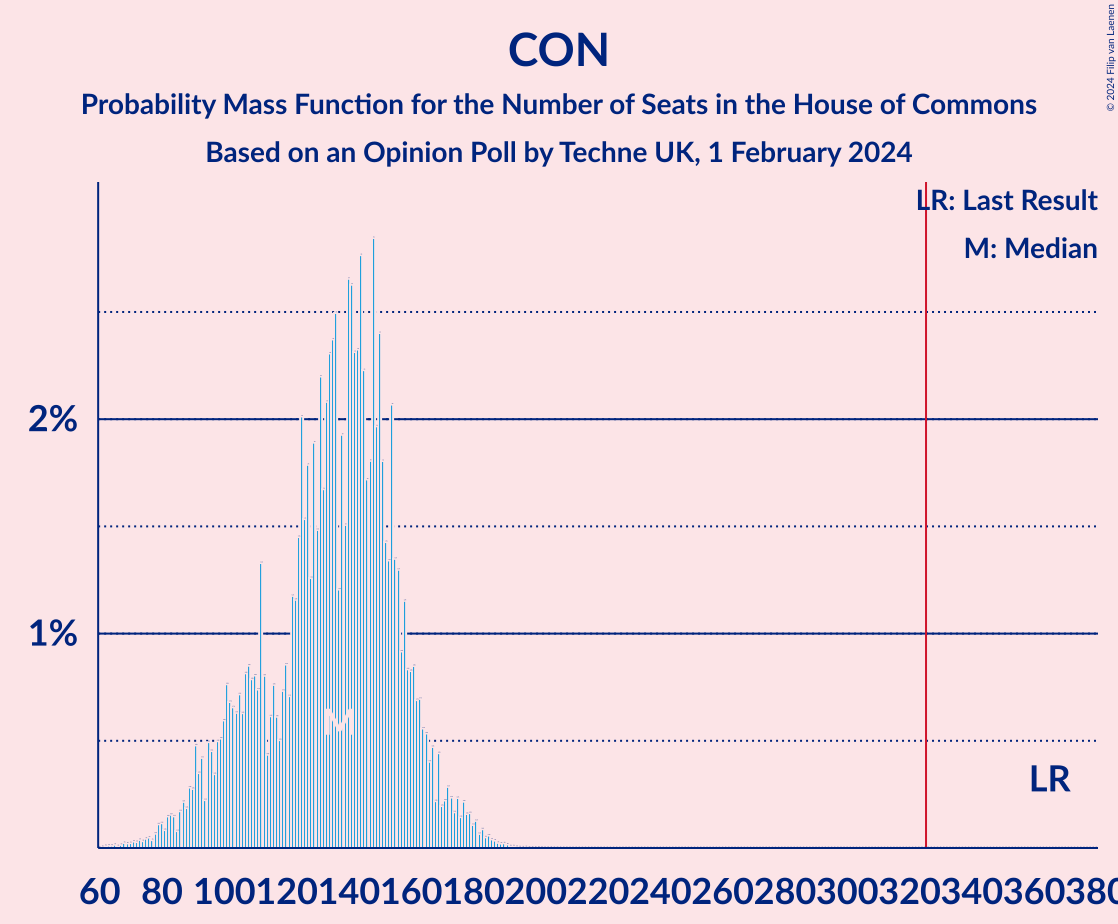 CON
Probability Mass Function for the Number of Seats in the House of Commons
Based on an Opinion Poll by Techne UK, 1 February 2024
© 2024 Filip van Laenen
LR: Last Result
M: Median
2%
1%
M
LR
60 80 100 120 140 160 180 200 220 240 260 280 300 320 340 360 380